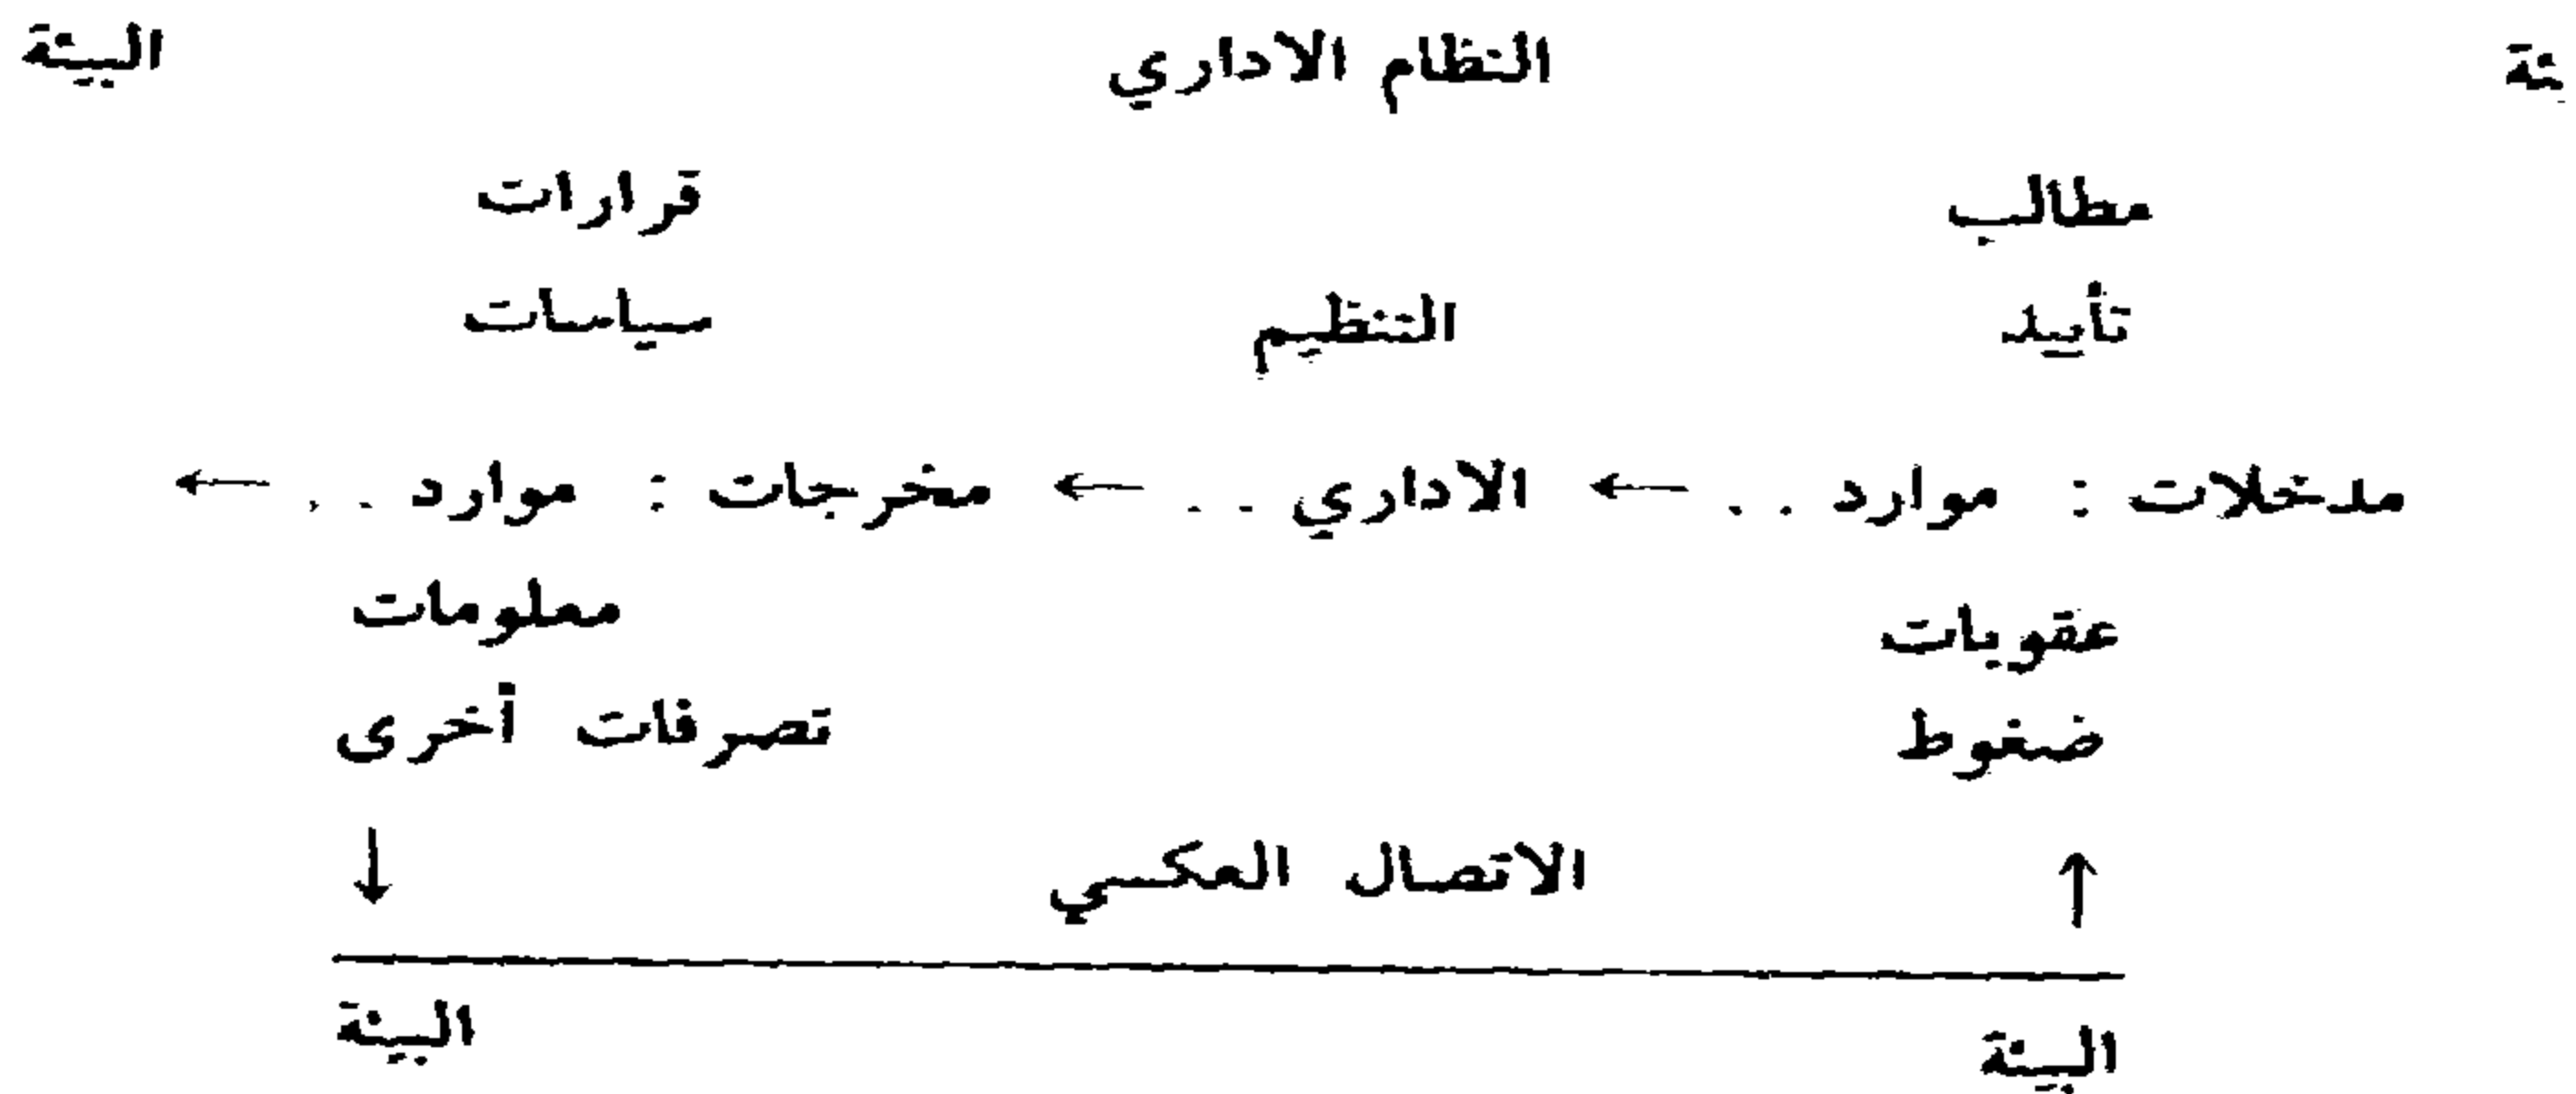 النظام الاداري البيئة
مطالب قرارات
تأييد التنظيم سياسات
مدخلات : موارد . . ← الاداري . . ← مخرجات : موارد . . ←
عقوبات معلومات
ضغوط تصرفات أخرى
↑ الاتصال العكسي ↓
البيئة البيئة